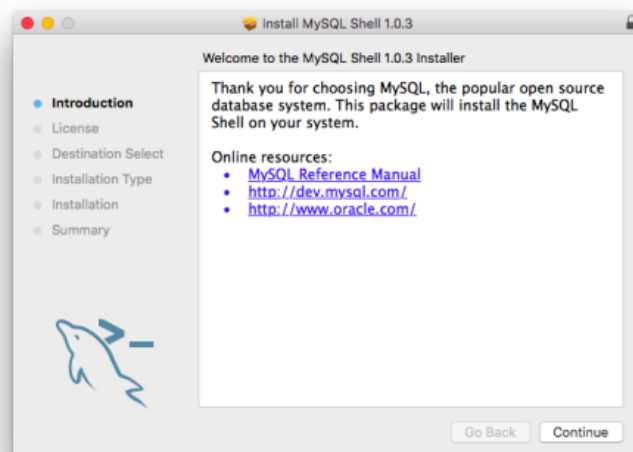 Install MySQL Shell 1.0.3
Welcome to the MySQL Shell 1.0.3 Installer
Introduction
License
Destination Select
Installation Type
Installation
Summary
Thank you for choosing MySQL, the popular open source
database system. This package will install the MySQL
Shell on your system.
Online resources:
• MySQL Reference Manual
• http://dev.mysql.com/
• http://www.oracle.com/
>_
Go Back
Continue